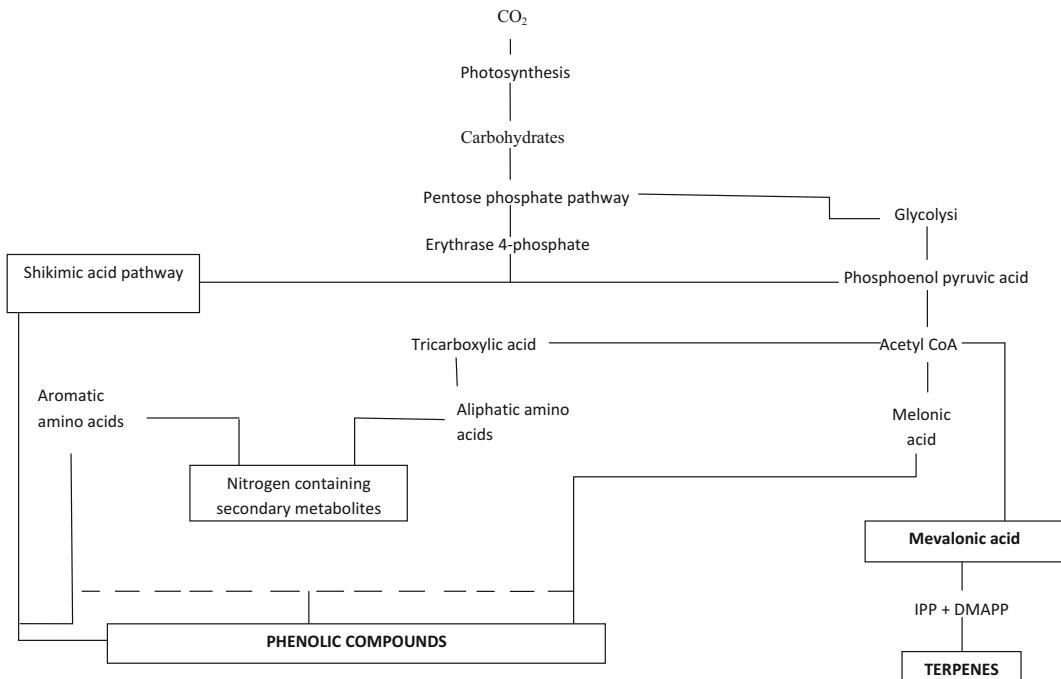 CO₂
Photosynthesis
Carbohydrates
Pentose phosphate pathway
Glycolysi
Erythrase 4-phosphate
Shikimic acid pathway
Phosphoenol pyruvic acid
Tricarboxylic acid
Acetyl CoA
Aromatic
amino acids
Aliphatic amino
acids
Melonic
acid
Nitrogen containing
secondary metabolites
Mevalonic acid
IPP + DMAPP
PHENOLIC COMPOUNDS
TERPENES